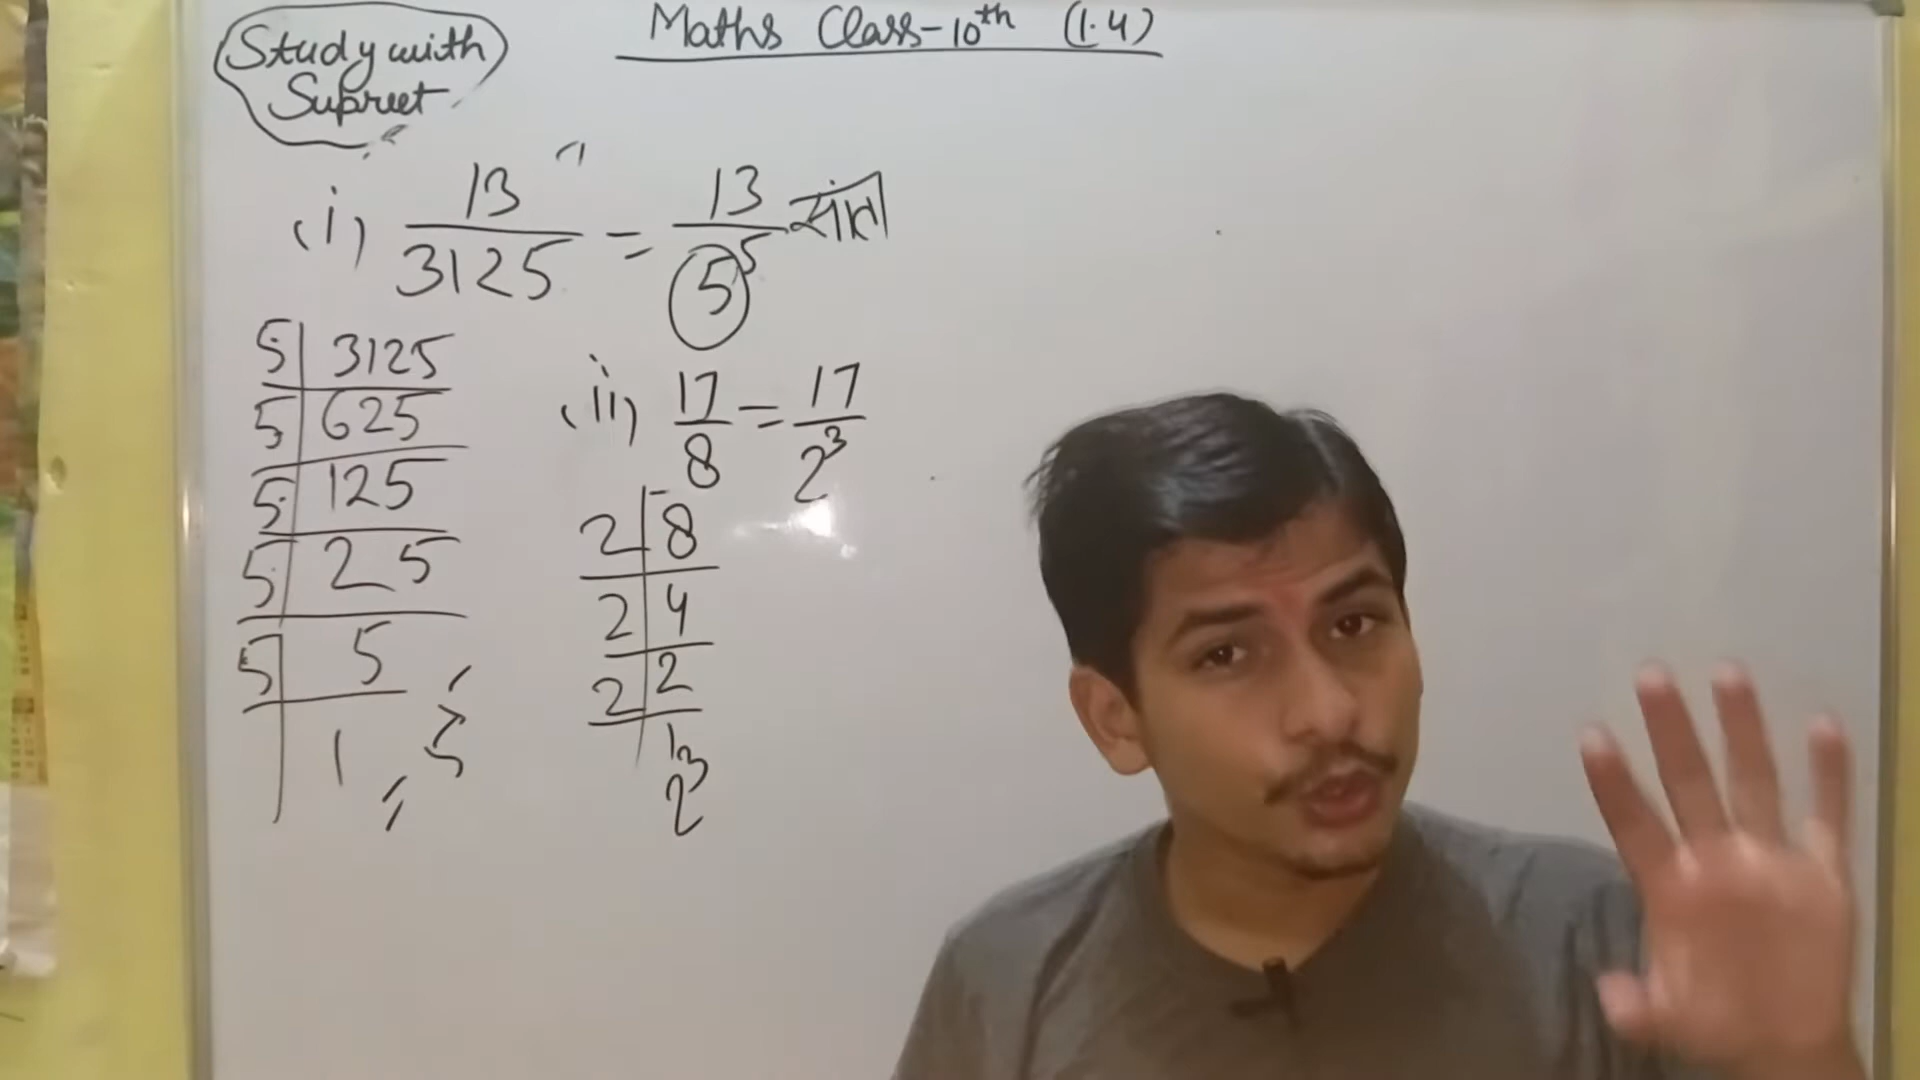 Study with
Supreet
Maths Class-10th (1.4)
(i) 13/3125 = 13/5^5 सांत
5 | 3125
5 | 625
5 | 125
5 | 25
5 | 5
1
5
(ii) 17/8 = 17/2^3
2 | 8
2 | 4
2 | 2
1
2^3